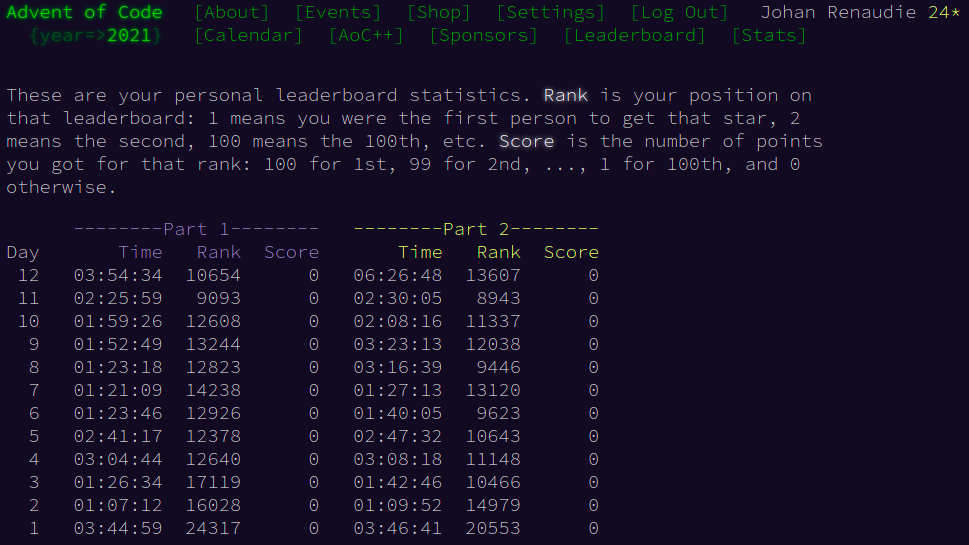 Advent of Code [About] [Events] [Shop] [Settings] [Log Out] Johan Renaudie 24*
{year=>2021} [Calendar] [AoC++] [Sponsors] [Leaderboard] [Stats]
These are your personal leaderboard statistics. Rank is your position on
that leaderboard: 1 means you were the first person to get that star, 2
means the second, 100 means the 100th, etc. Score is the number of points
you got for that rank: 100 for 1st, 99 for 2nd, ..., 1 for 100th, and 0
otherwise.
--------Part 1-------- --------Part 2--------
Day Time Rank Score Time Rank Score
12 03:54:34 10654 0 06:26:48 13607 0
11 02:25:59 9093 0 02:30:05 8943 0
10 01:59:26 12608 0 02:08:16 11337 0
9 01:52:49 13244 0 03:23:13 12038 0
8 01:23:18 12823 0 03:16:39 9446 0
7 01:21:09 14238 0 01:27:13 13120 0
6 01:23:46 12926 0 01:40:05 9623 0
5 02:41:17 12378 0 02:47:32 10643 0
4 03:04:44 12640 0 03:08:18 11148 0
3 01:26:34 17119 0 01:42:46 10466 0
2 01:07:12 16028 0 01:09:52 14979 0
1 03:44:59 24317 0 03:46:41 20553 0